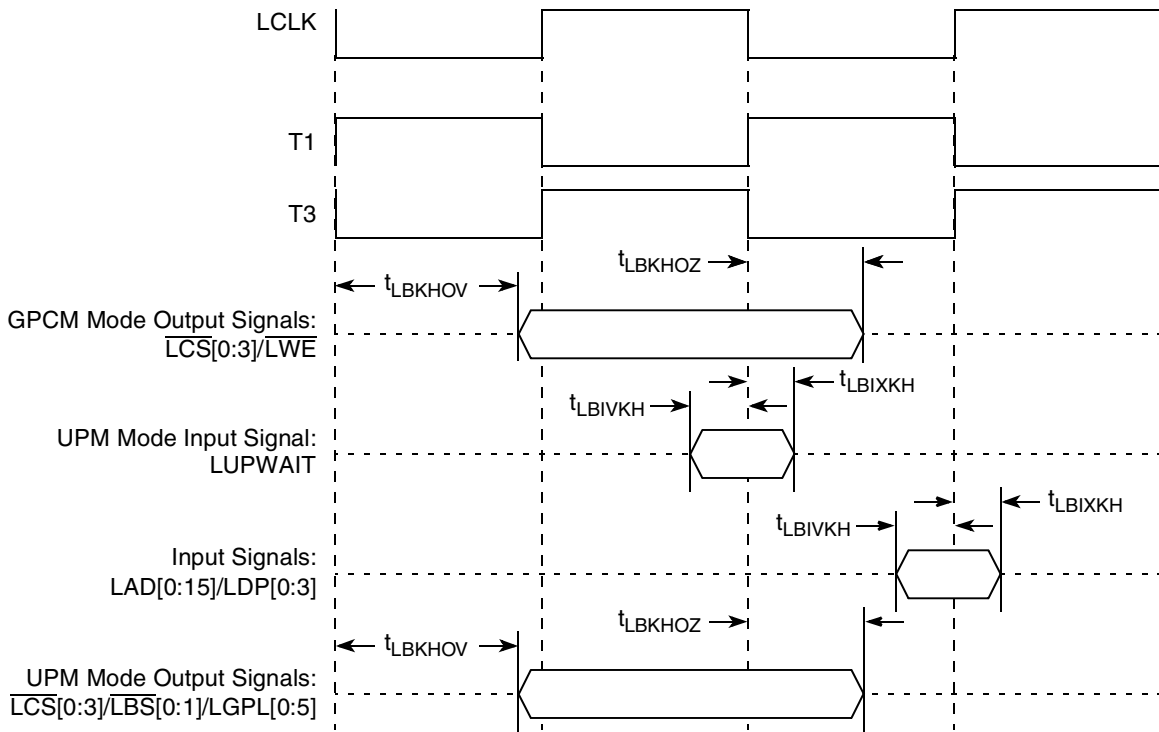 LCLK
T1
T3
tLBKHOZ
tLBKHOV
GPCM Mode Output Signals:
LCS[0:3]/LWE
tLBIXKH
tLBIVKH
UPM Mode Input Signal:
LUPWAIT
tLBIXKH
tLBIVKH
Input Signals:
LAD[0:15]/LDP[0:3]
tLBKHOZ
tLBKHOV
UPM Mode Output Signals:
LCS[0:3]/LBS[0:1]/LGPL[0:5]